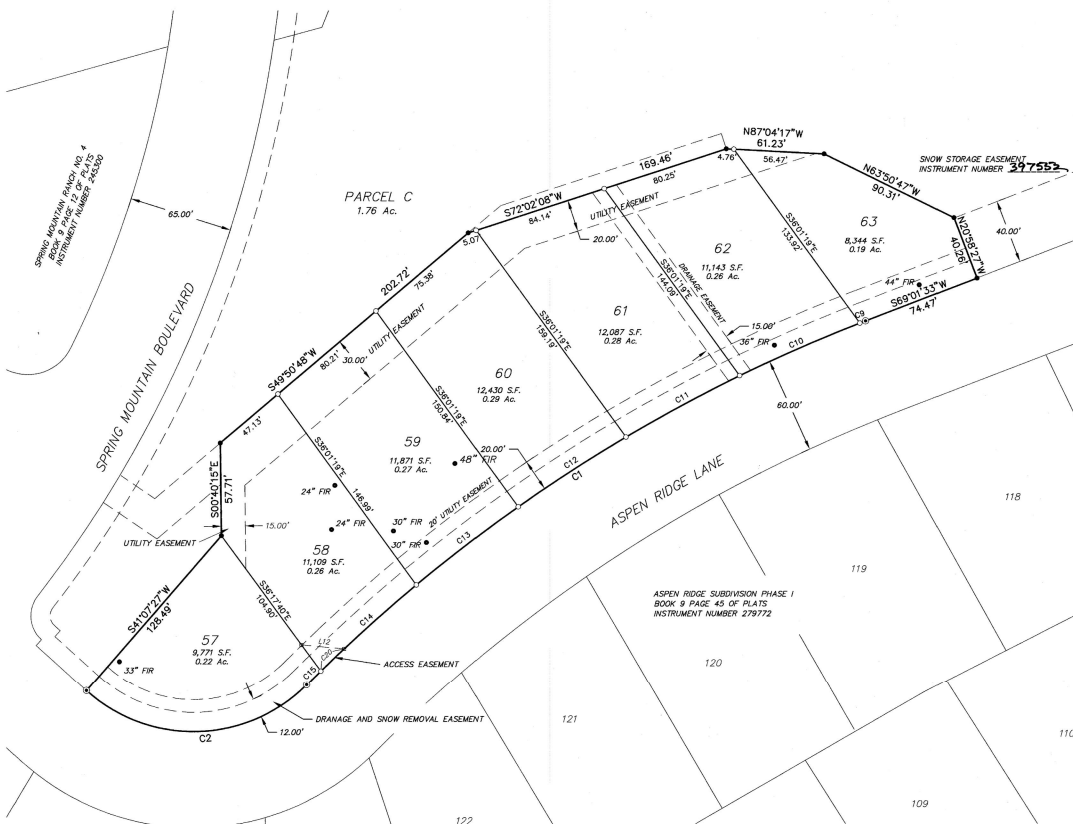 N87°04'17"W
61.23'
4.76'
56.47'
169.46'
80.25'
N63°50'47"W
90.31'
SNOW STORAGE EASEMENT
INSTRUMENT NUMBER 397553
SPRING MOUNTAIN RANCH NO. 4
BOOK 9 PAGE 12 OF PLATS
INSTRUMENT NUMBER 245300
65.00'
PARCEL C
1.76 Ac.
S72°02'08"W
84.14'
UTILITY EASEMENT
20.00'
5.07
S36°01'19"E
133.92'
63
8,344 S.F.
0.19 Ac.
N20°58'27"W
40.26'
40.00'
62
11,143 S.F.
0.26 Ac.
DRAINAGE EASEMENT
S36°01'19"E
144.09'
44" FIR
S69°01'33"W
74.47'
SPRING MOUNTAIN BOULEVARD
202.72'
75.38'
S49°50'48"W
80.21'
30.00'
UTILITY EASEMENT
S36°01'19"E
159.19'
61
12,087 S.F.
0.28 Ac.
15.00'
36" FIR
C9
C10
60
12,430 S.F.
0.29 Ac.
S36°01'19"E
150.84'
C11
60.00'
47.13'
S36°01'19"E
146.99'
59
11,871 S.F.
0.27 Ac.
48" FIR
20.00'
C12
C1
ASPEN RIDGE LANE
S00°40'15"E
57.71'
24" FIR
24" FIR
30" FIR
30" FIR
20' UTILITY EASEMENT
118
15.00'
UTILITY EASEMENT
58
11,109 S.F.
0.26 Ac.
C13
119
S41°07'27"W
128.49'
S36°17'40"E
104.90'
ASPEN RIDGE SUBDIVISION PHASE I
BOOK 9 PAGE 45 OF PLATS
INSTRUMENT NUMBER 279772
57
9,771 S.F.
0.22 Ac.
33" FIR
L12
C20
C14
ACCESS EASEMENT
C15
120
DRANAGE AND SNOW REMOVAL EASEMENT
12.00'
C2
121
110
109
122